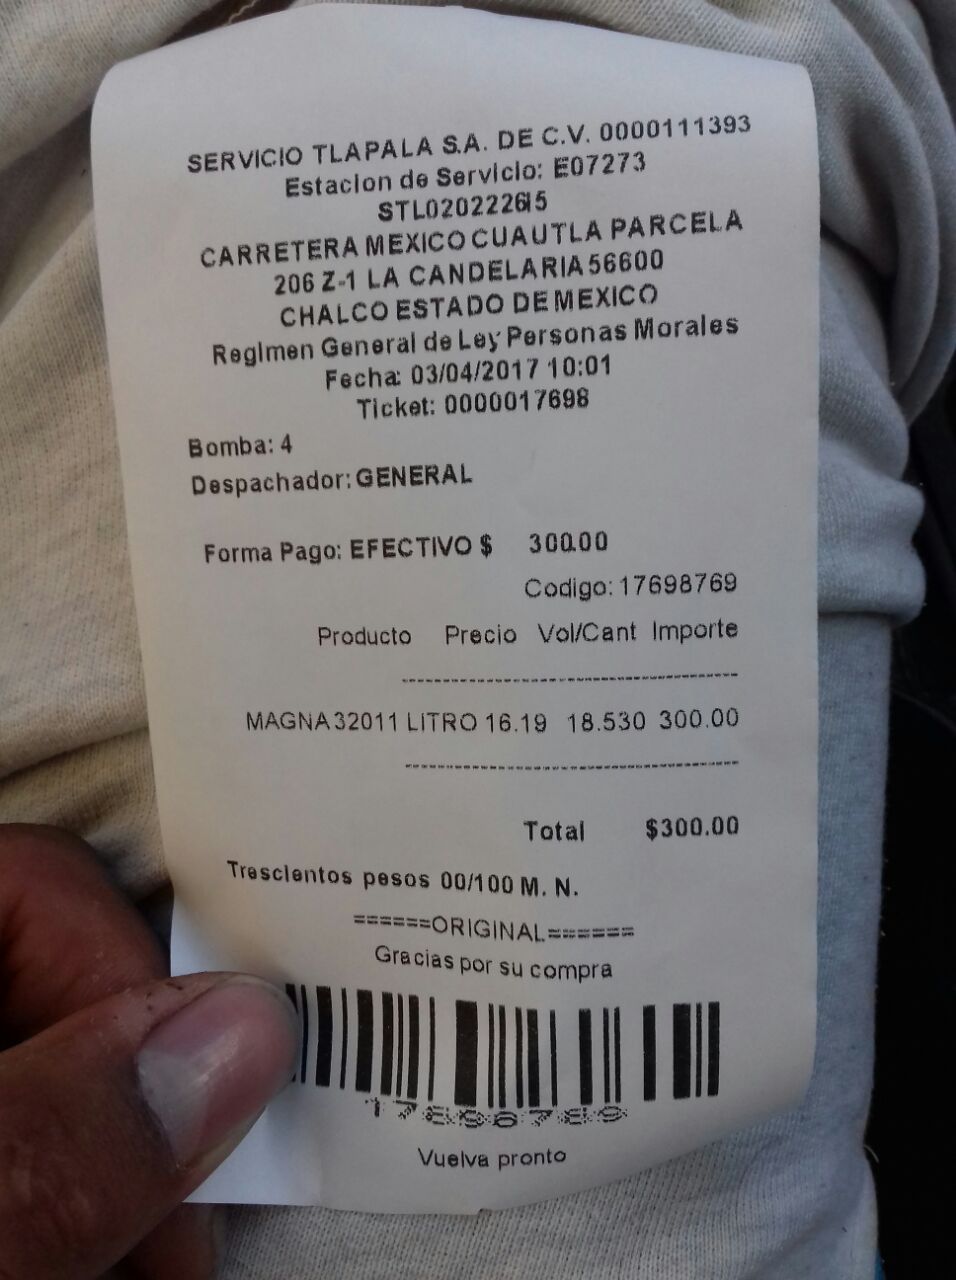 SERVICIO TLAPALA S.A. DE C.V. 0000111393
Estacion de Servicio: E07273
STL0202226I5
CARRETERA MEXICO CUAUTLA PARCELA
206 Z-1 LA CANDELARIA 56600
CHALCO ESTADO DE MEXICO
Regimen General de Ley Personas Morales
Fecha: 03/04/2017 10:01
Ticket: 0000017698
Bomba: 4
Despachador: GENERAL
Forma Pago: EFECTIVO $ 300.00
Codigo: 17698769
Producto Precio Vol/Cant Importe
MAGNA 32011 LITRO 16.19 18.530 300.00
Total $300.00
Trescientos pesos 00/100 M. N.
======ORIGINAL======
Gracias por su compra
Vuelva pronto